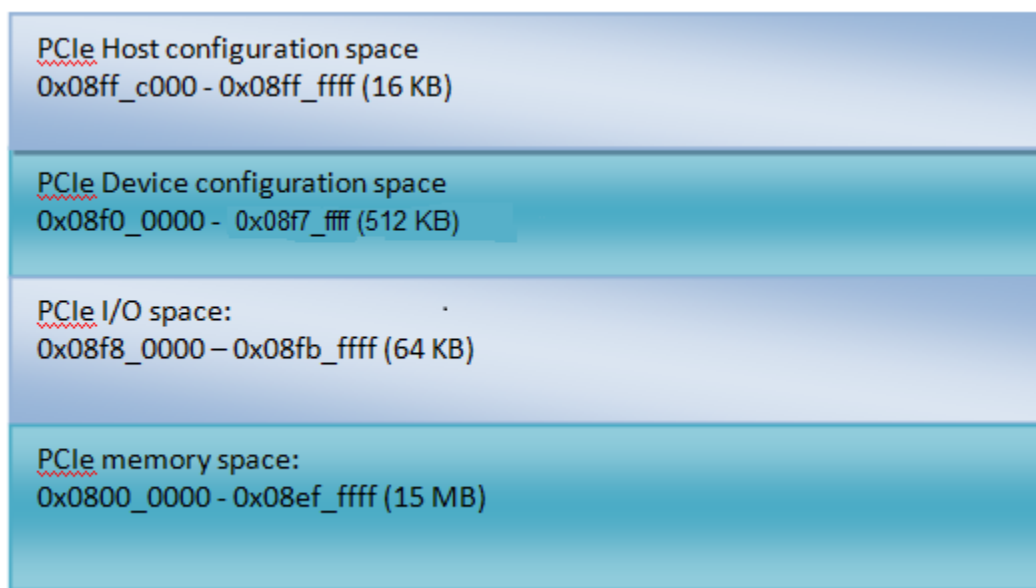 PCIe Host configuration space
0x08ff_c000 - 0x08ff_ffff (16 KB)
PCIe Device configuration space
0x08f0_0000 - 0x08f7_ffff (512 KB)
PCIe I/O space:
0x08f8_0000 – 0x08fb_ffff (64 KB)
PCIe memory space:
0x0800_0000 - 0x08ef_ffff (15 MB)